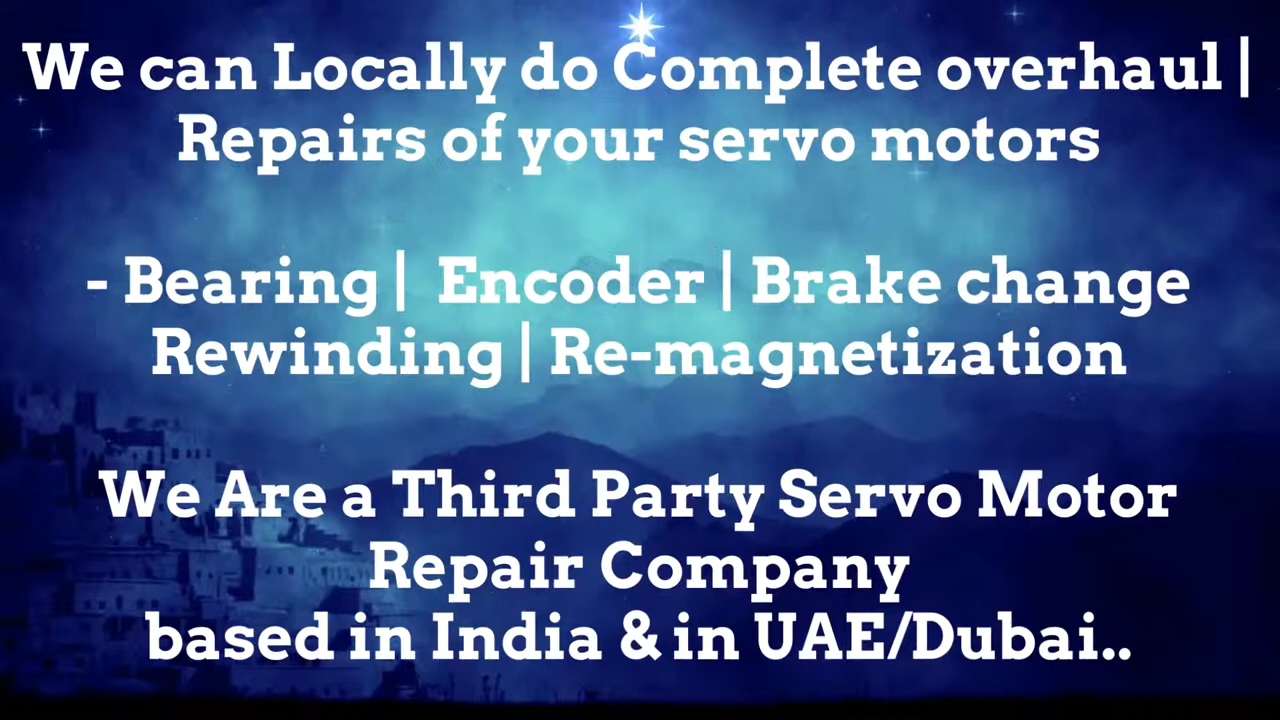 We can Locally do Complete overhaul |
Repairs of your servo motors
- Bearing | Encoder | Brake change
Rewinding | Re-magnetization
We Are a Third Party Servo Motor
Repair Company
based in India & in UAE/Dubai..